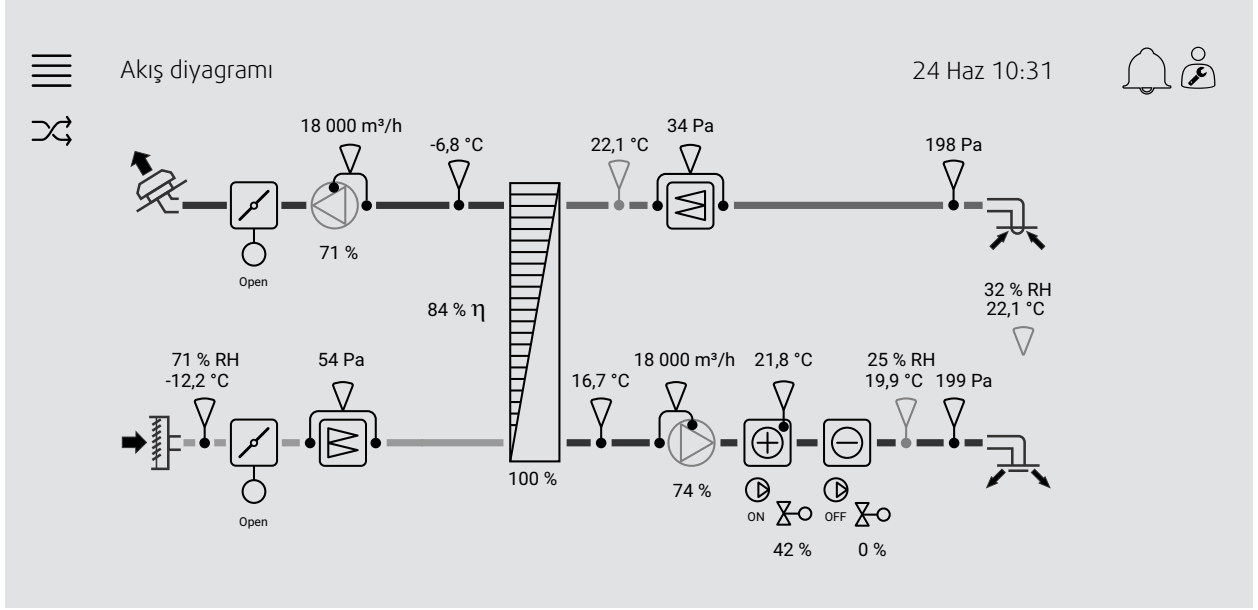 Akış diyagramı
24 Haz 10:31
18 000 m³/h
-6,8 °C
22,1 °C
34 Pa
198 Pa
71 %
Open
84 % η
32 % RH
22,1 °C
71 % RH
-12,2 °C
54 Pa
16,7 °C
18 000 m³/h
21,8 °C
25 % RH
19,9 °C
199 Pa
100 %
74 %
Open
ON
OFF
42 %
0 %